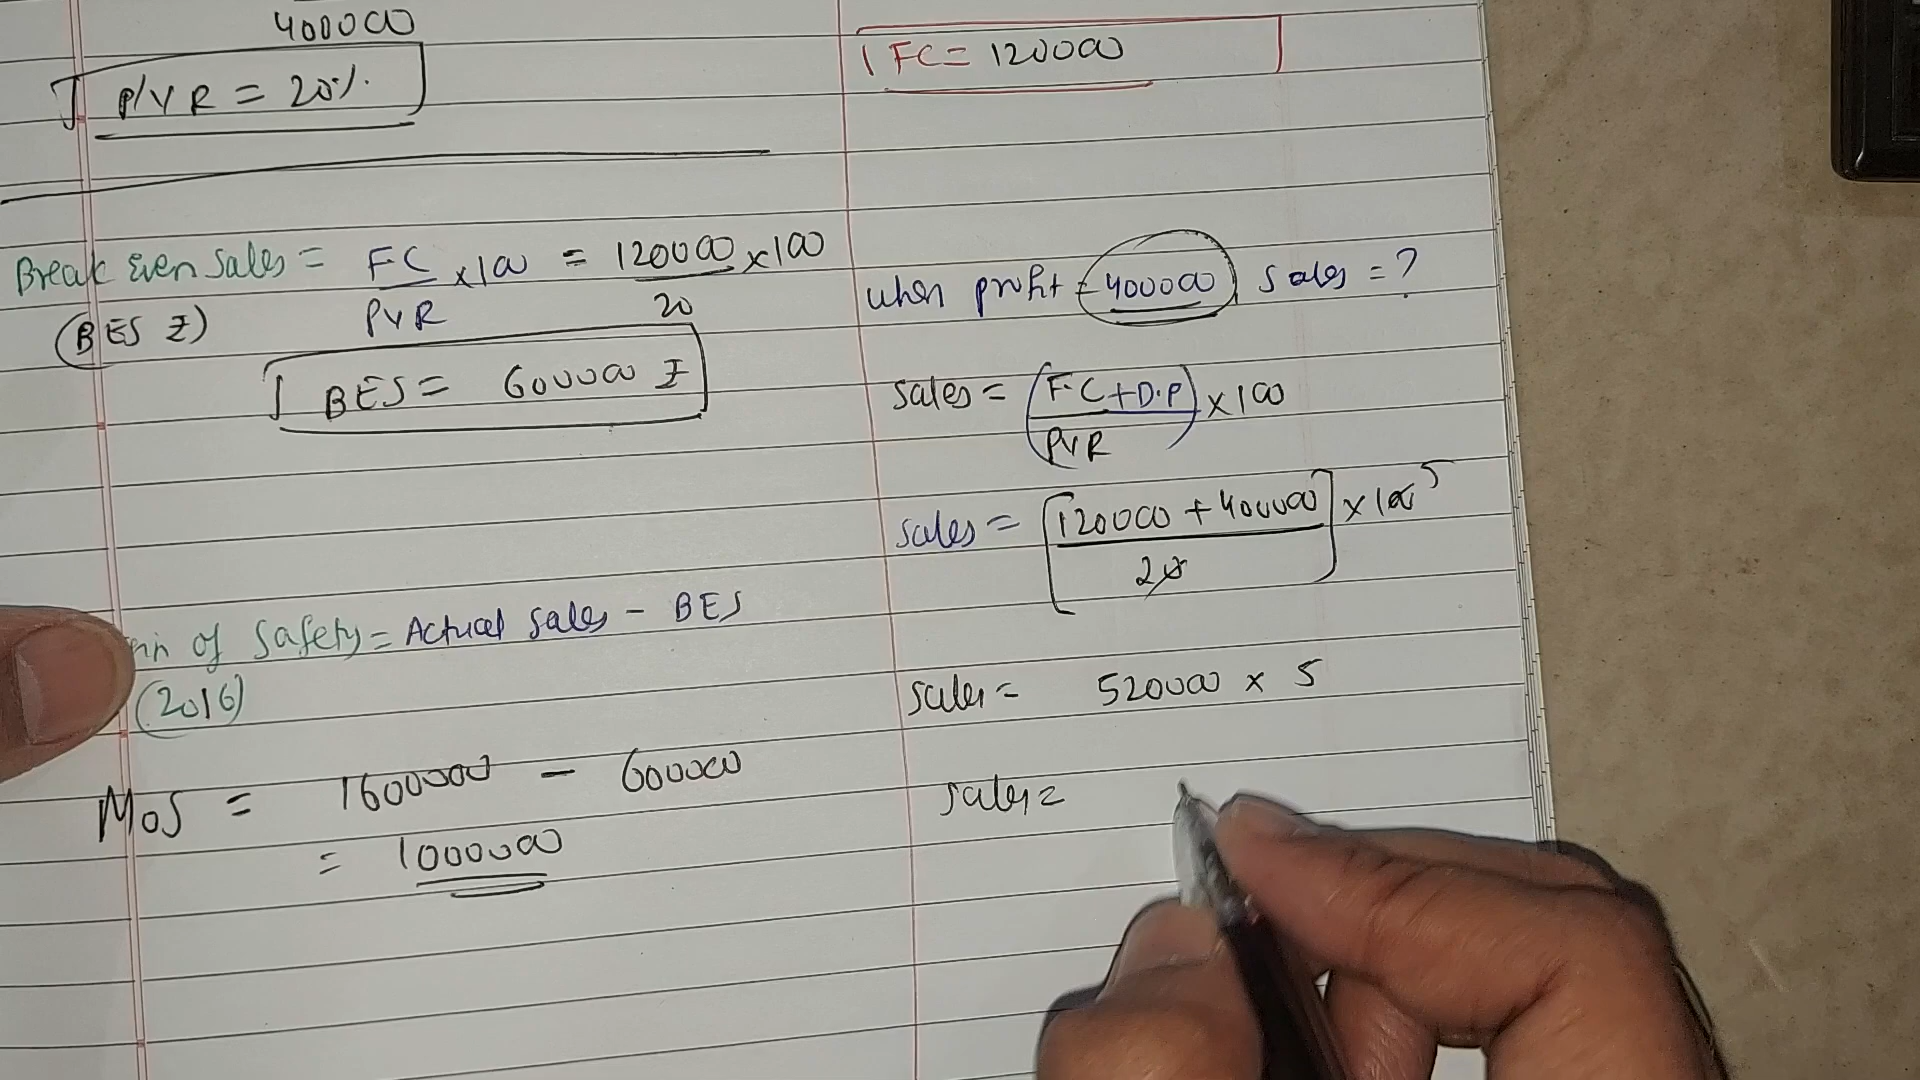 400000
P/V R = 20%
Break Even Sales = FC/PVR x100 = 120000/20 x100
(BES ₹)
BES = 600000 ₹
of Safety = Actual Sales - BES
(2016)
MoS = 1600000 - 600000
= 1000000
FC = 120000
when profit = 400000, sales = ?
Sales = (F.C+D.P/PVR) x100
Sales = [120000 + 400000/20] x100 5
Sales = 520000 x 5
Sales =